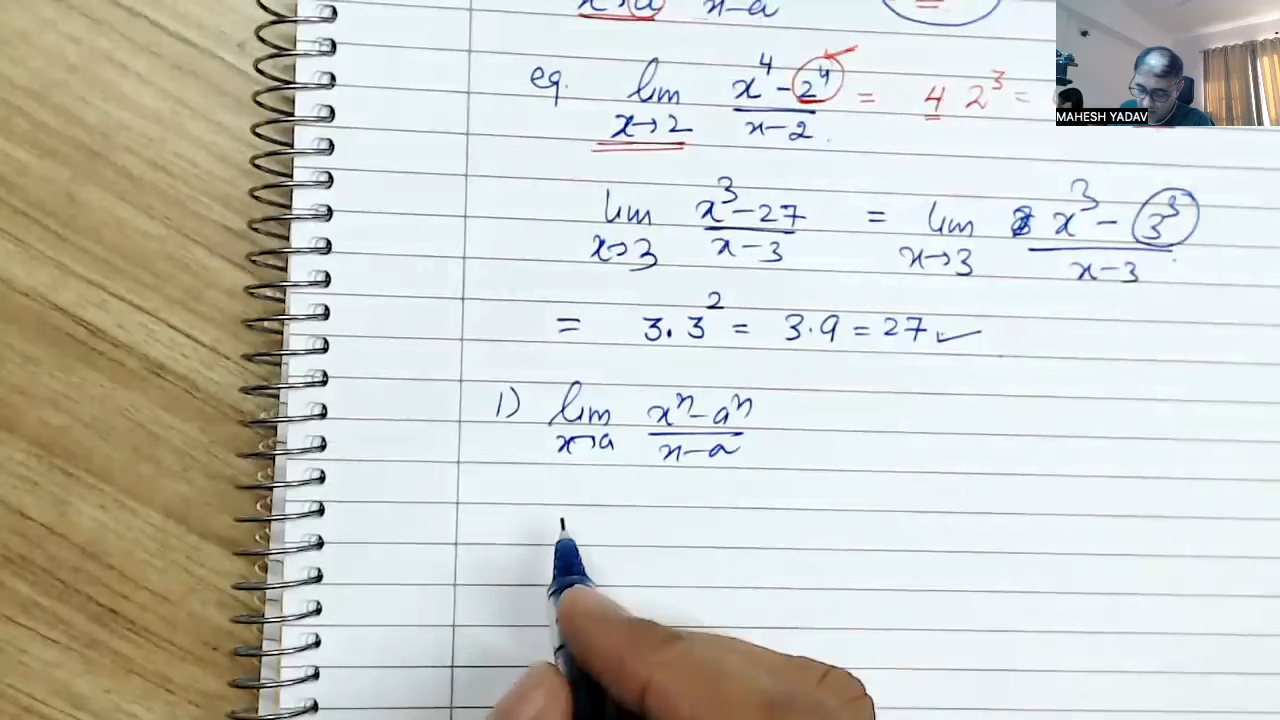 x→a x-a
MAHESH YADAV
eg. lim x→2 (x⁴ - 2⁴)/(x-2) = 4 2³ =
lim x→3 (x³-27)/(x-3) = lim x→3 (x³ - 3³)/(x-3)
= 3.3² = 3.9 = 27 ✓
1) lim x→a (xⁿ-aⁿ)/(x-a)